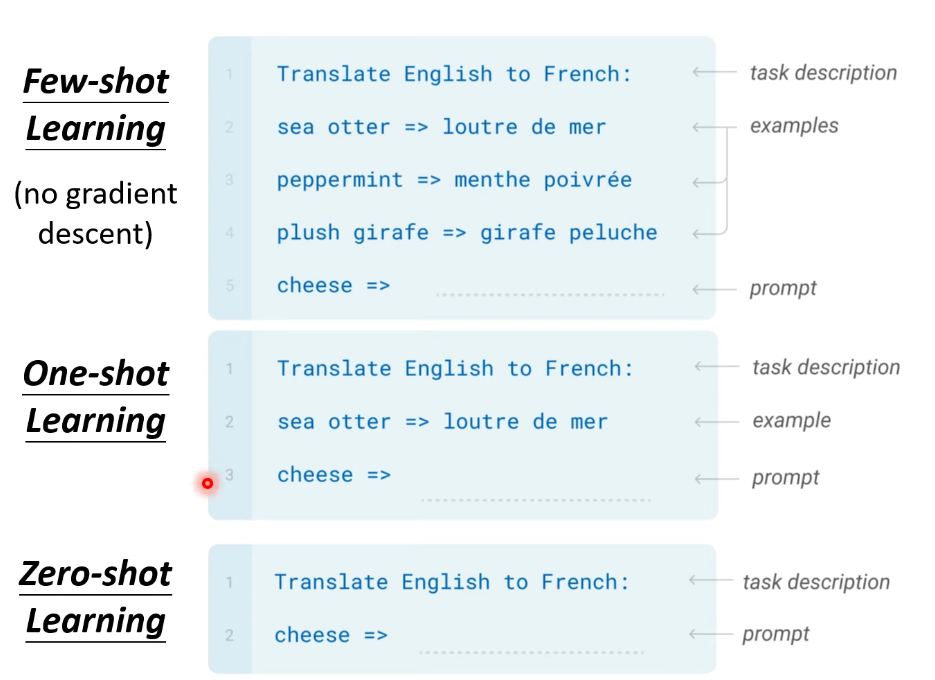 Few-shot
Learning
(no gradient
descent)
1 Translate English to French: task description
2 sea otter => loutre de mer examples
3 peppermint => menthe poivrée
4 plush girafe => girafe peluche
5 cheese => prompt
One-shot
Learning
1 Translate English to French: task description
2 sea otter => loutre de mer example
3 cheese => prompt
Zero-shot
Learning
1 Translate English to French: task description
2 cheese => prompt